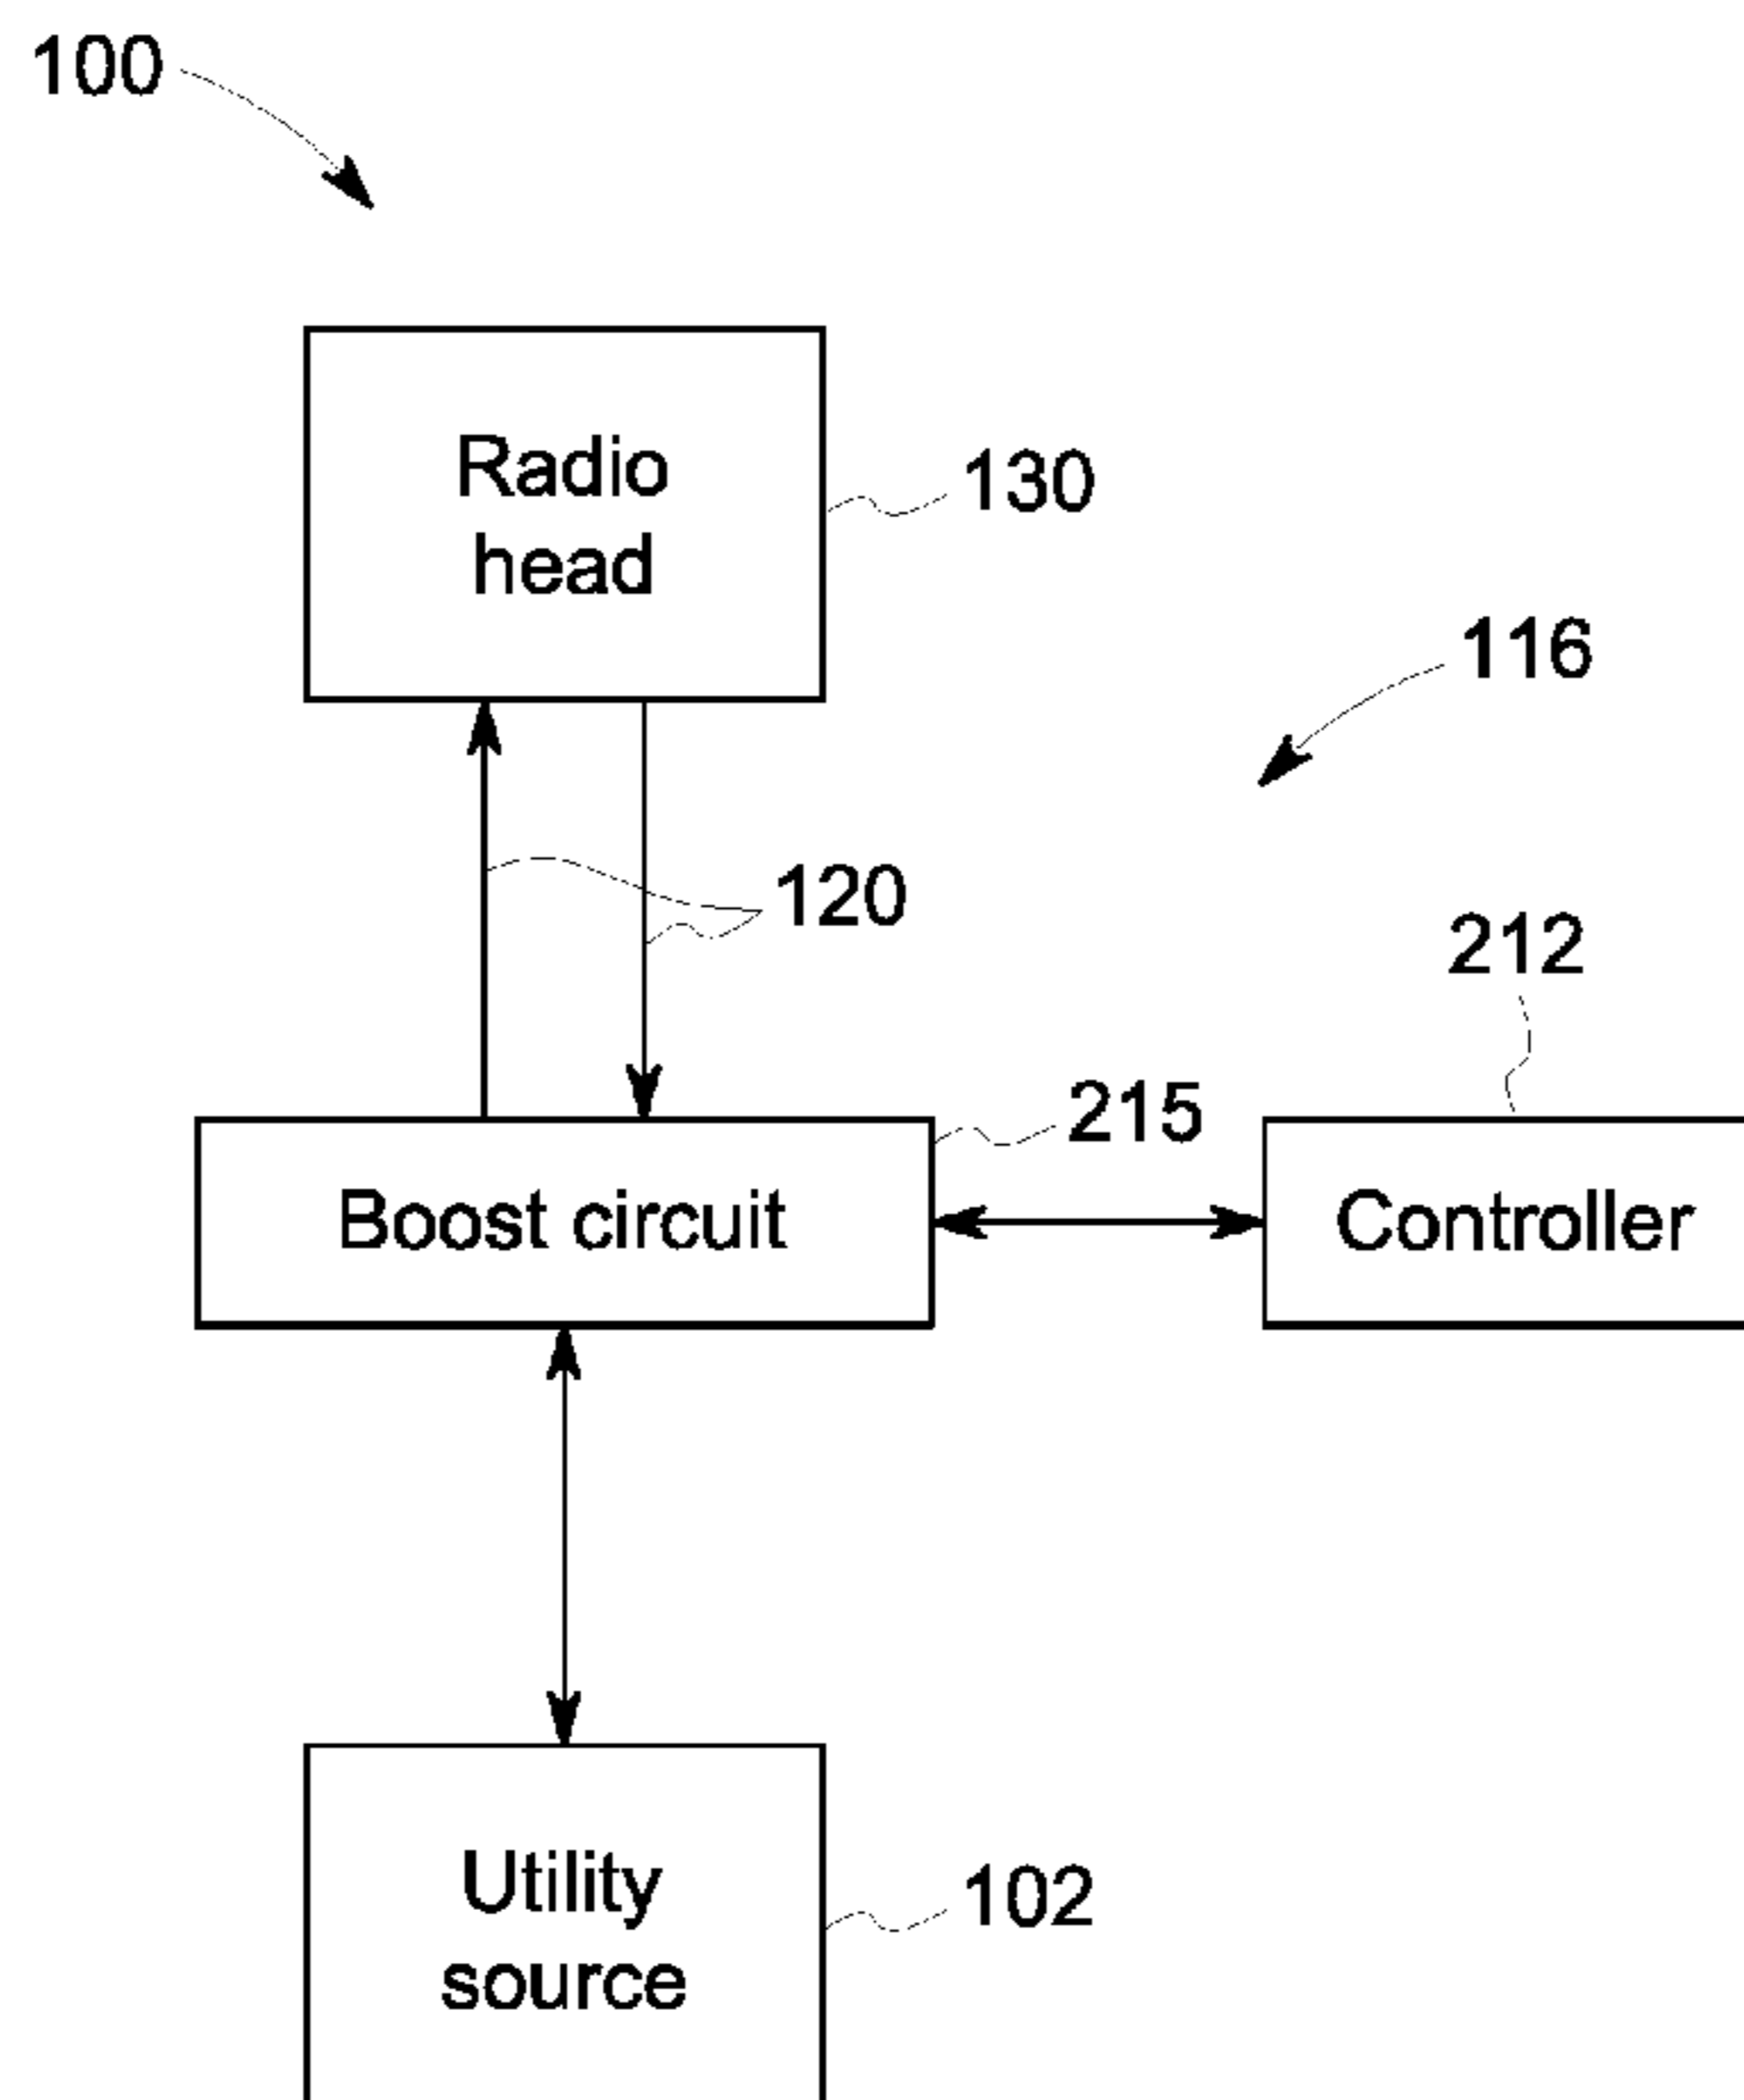 100
Radio
head
130
116
120
212
215
Boost circuit
Controller
Utility
source
102